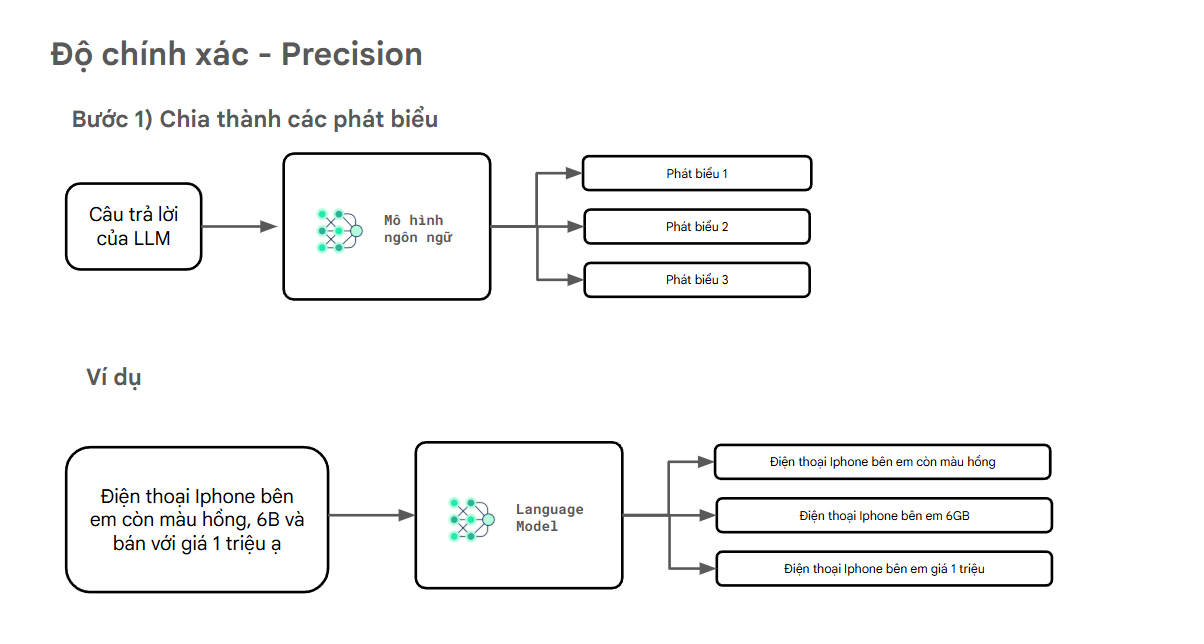 Độ chính xác - Precision
Bước 1) Chia thành các phát biểu
Câu trả lời
của LLM
Mô hình
ngôn ngữ
Phát biểu 1
Phát biểu 2
Phát biểu 3
Ví dụ
Điện thoại Iphone bên
em còn màu hồng, 6B và
bán với giá 1 triệu ạ
Language
Model
Điện thoại Iphone bên em còn màu hồng
Điện thoại Iphone bên em 6GB
Điện thoại Iphone bên em giá 1 triệu